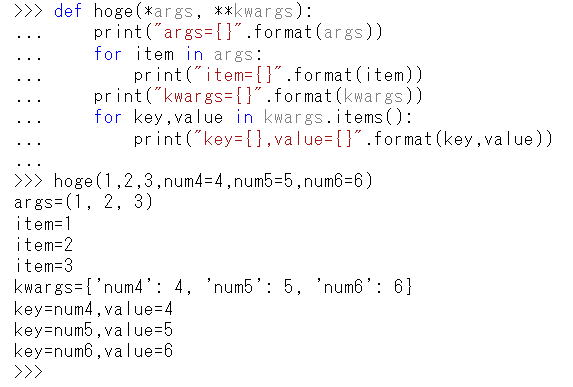 >>> def hoge(*args, **kwargs):
...     print("args={}".format(args))
...     for item in args:
...         print("item={}".format(item))
...     print("kwargs={}".format(kwargs))
...     for key,value in kwargs.items():
...         print("key={},value={}".format(key,value))
...
>>> hoge(1,2,3,num4=4,num5=5,num6=6)
args=(1, 2, 3)
item=1
item=2
item=3
kwargs={'num4': 4, 'num5': 5, 'num6': 6}
key=num4,value=4
key=num5,value=5
key=num6,value=6
>>>